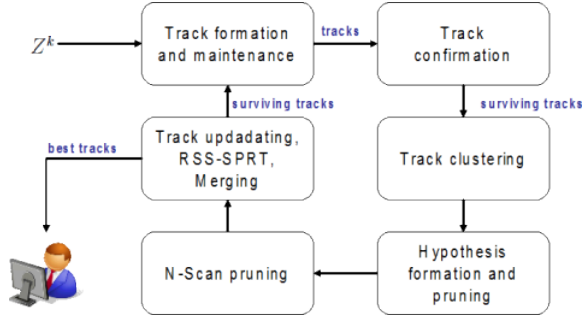 Z^k
Track formation
and maintenance
tracks
Track
confirmation
surviving tracks
surviving tracks
best tracks
Track updadating,
RSS-SPRT,
Merging
Track clustering
N-Scan pruning
Hypothesis
formation and
pruning